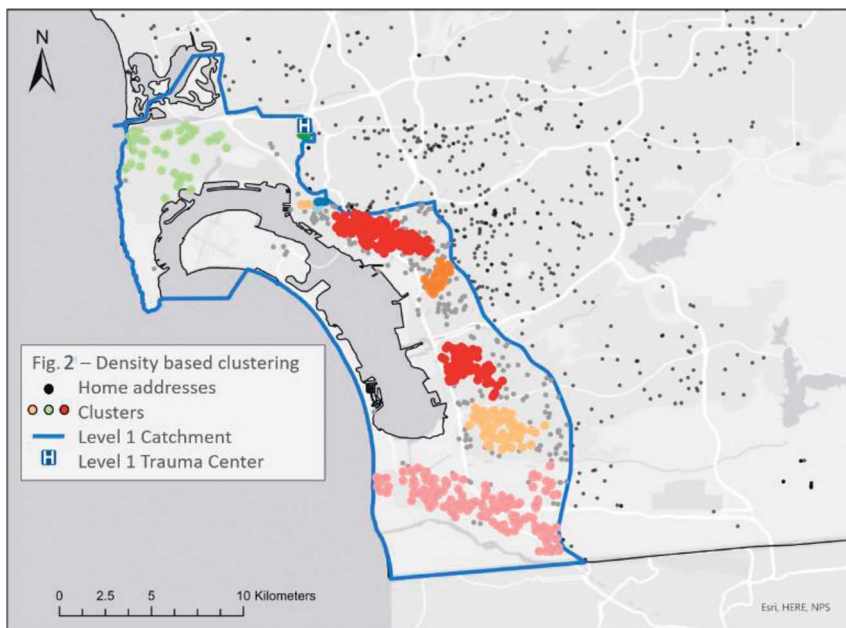 N
H
Fig. 2 – Density based clustering
Home addresses
Clusters
Level 1 Catchment
H Level 1 Trauma Center
0 2.5 5 10 Kilometers
Esri, HERE, NPS